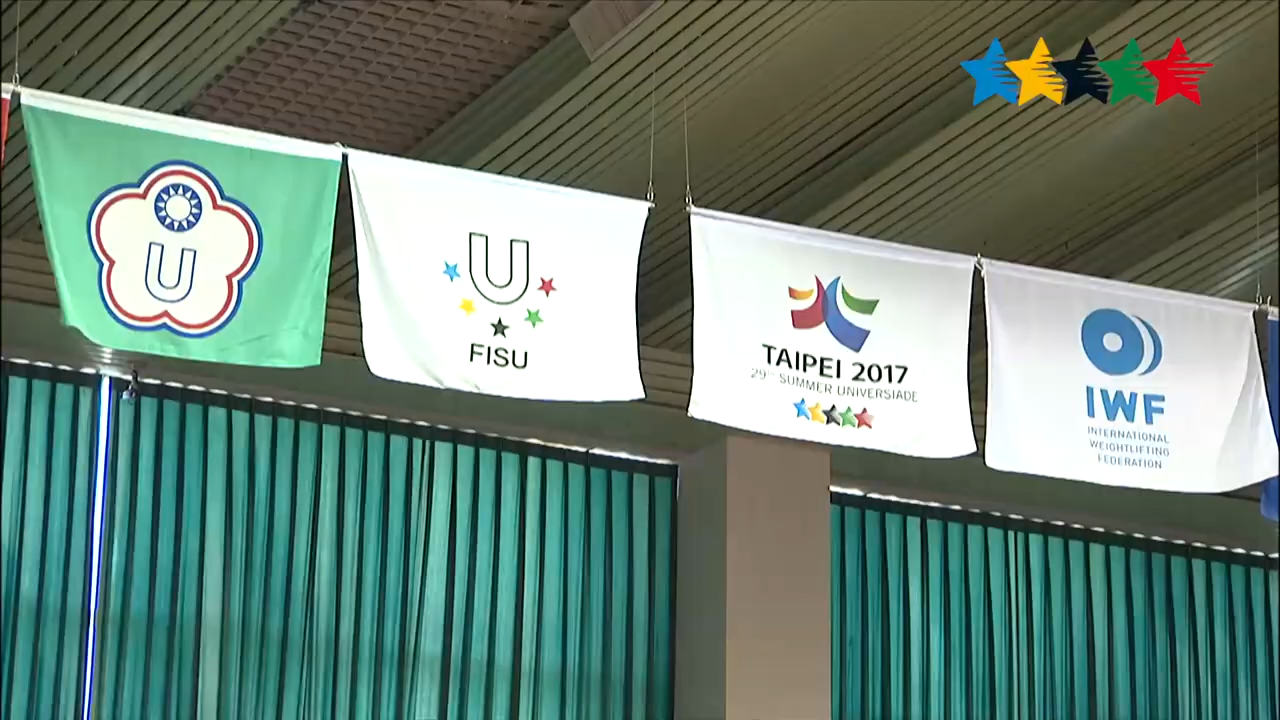 U
U
FISU
TAIPEI 2017
29TH SUMMER UNIVERSIADE
IWF
INTERNATIONAL
WEIGHTLIFTING
FEDERATION